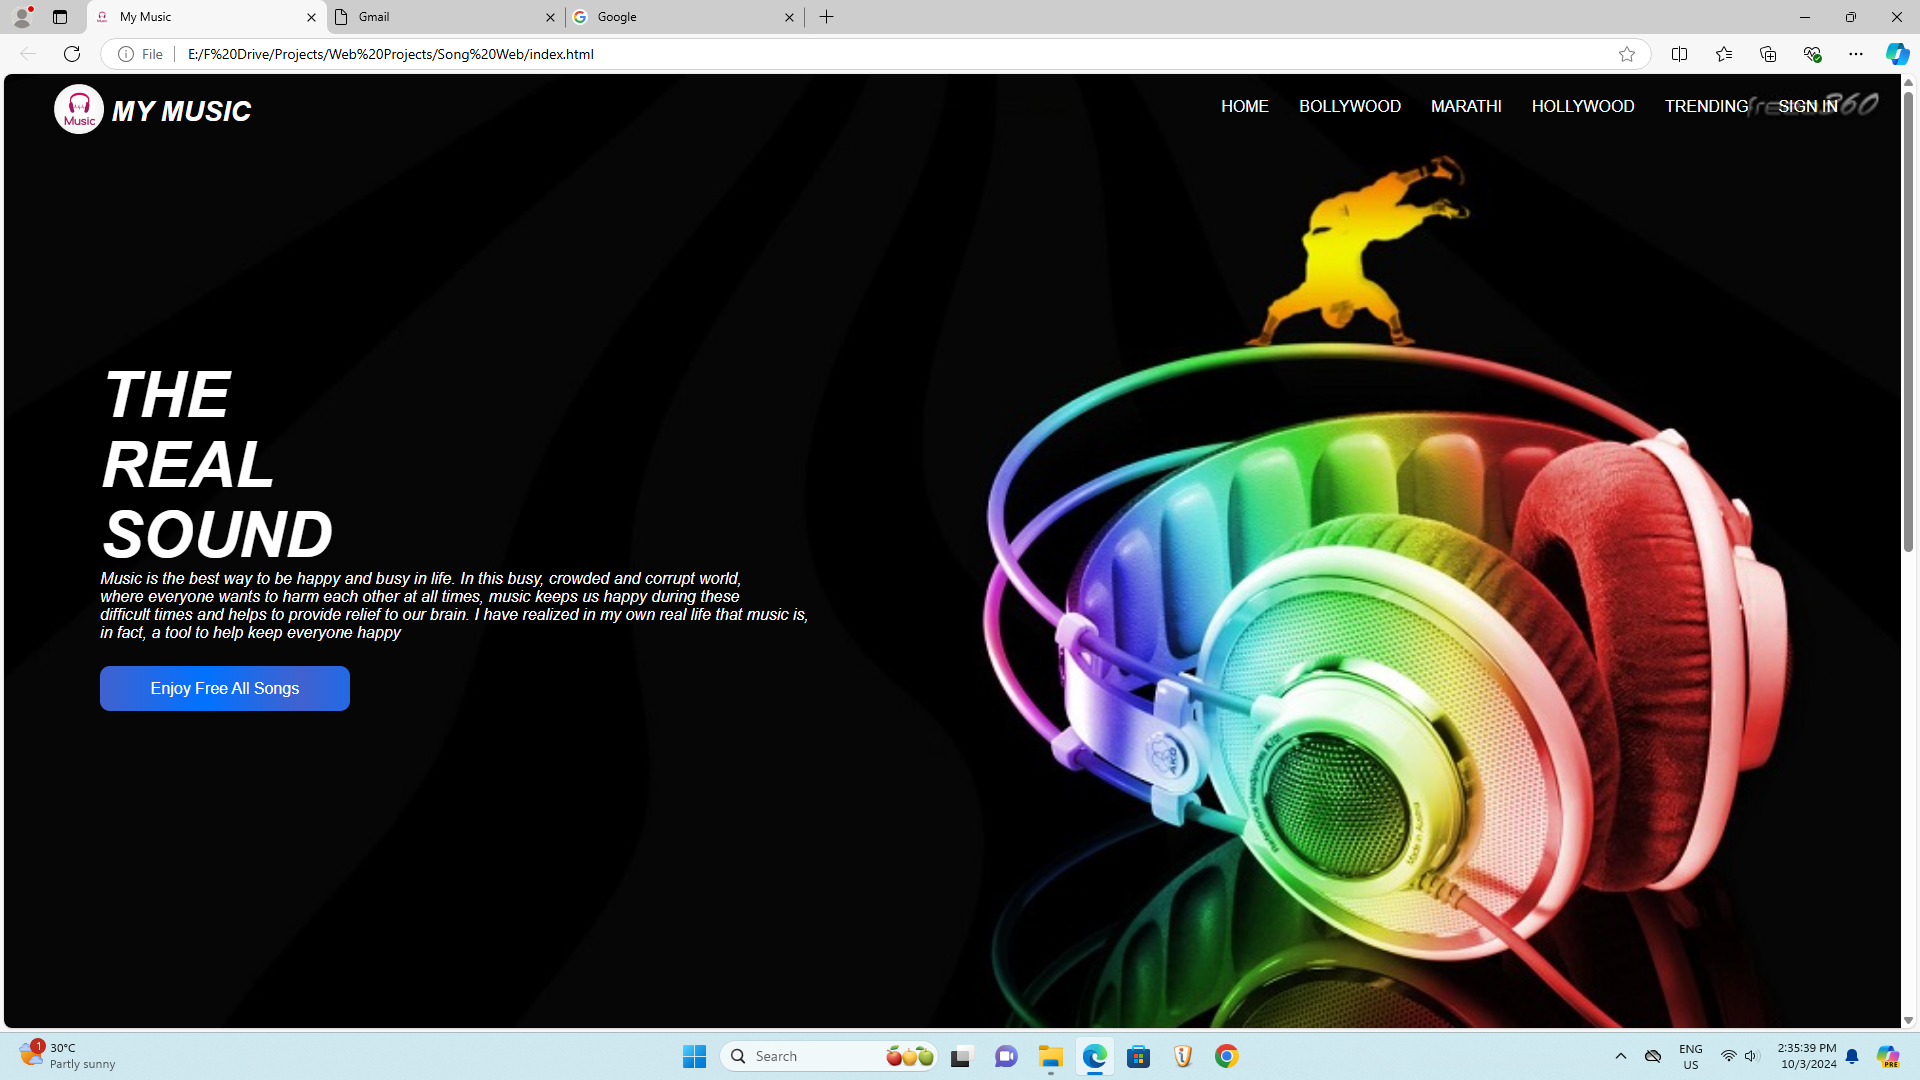 My Music
Gmail
Google
File
E:/F%20Drive/Projects/Web%20Projects/Song%20Web/index.html
Music
MY MUSIC
HOME
BOLLYWOOD
MARATHI
HOLLYWOOD
TRENDING
SIGN IN
THE
REAL
SOUND
Music is the best way to be happy and busy in life. In this busy, crowded and corrupt world,
where everyone wants to harm each other at all times, music keeps us happy during these
difficult times and helps to provide relief to our brain. I have realized in my own real life that music is,
in fact, a tool to help keep everyone happy
Enjoy Free All Songs
AKG
Made in Austria
1
30°C
Partly sunny
Search
ENG
US
2:35:39 PM
10/3/2024
PRE